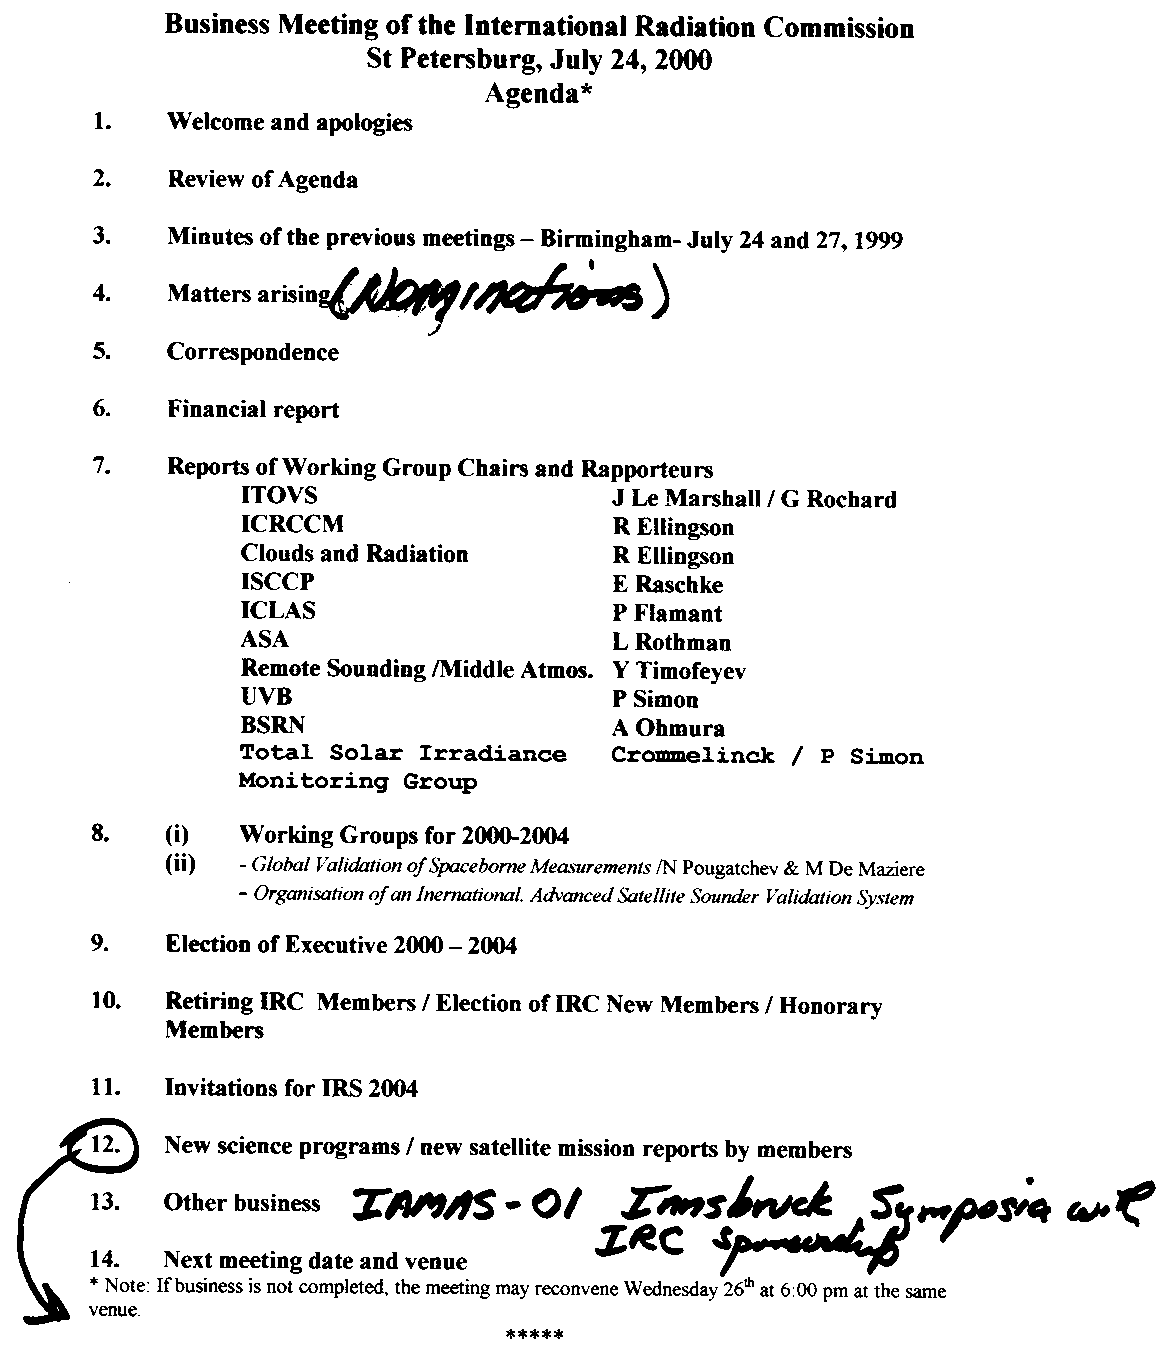 Business Meeting of the International Radiation Commission
St Petersburg, July 24, 2000
Agenda*
1. Welcome and apologies
2. Review of Agenda
3. Minutes of the previous meetings – Birmingham- July 24 and 27, 1999
4. Matters arising (Nominations)
5. Correspondence
6. Financial report
7. Reports of Working Group Chairs and Rapporteurs
ITOVS J Le Marshall / G Rochard
ICRCCM R Ellingson
Clouds and Radiation R Ellingson
ISCCP E Raschke
ICLAS P Flamant
ASA L Rothman
Remote Sounding /Middle Atmos. Y Timofeyev
UVB P Simon
BSRN A Ohmura
Total Solar Irradiance Crommelinck / P Simon
Monitoring Group
8. (i) Working Groups for 2000-2004
(ii) - Global Validation of Spaceborne Measurements /N Pougatchev & M De Maziere
- Organisation of an Inernational. Advanced Satellite Sounder Validation System
9. Election of Executive 2000 – 2004
10. Retiring IRC Members / Election of IRC New Members / Honorary
Members
11. Invitations for IRS 2004
12. New science programs / new satellite mission reports by members
13. Other business IAMAS-01 Innsbruck Symposia with
IRC sponsorship
14. Next meeting date and venue
* Note: If business is not completed, the meeting may reconvene Wednesday 26th at 6:00 pm at the same
venue.
*****